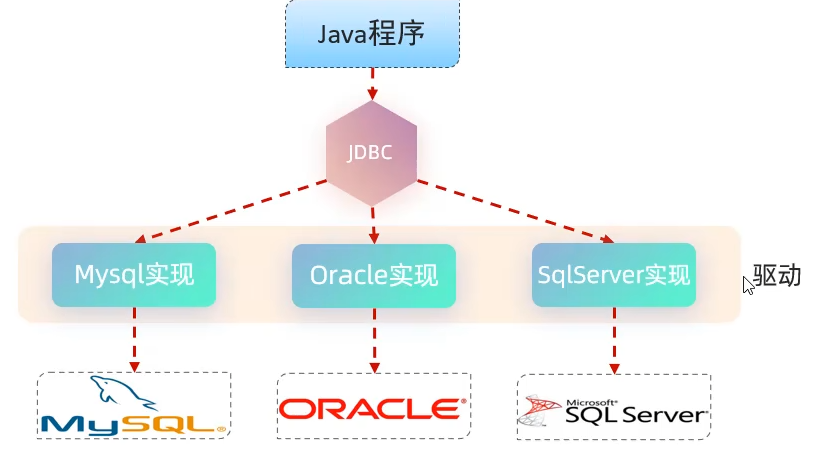 Java程序
JDBC
Mysql实现
Oracle实现
SqlServer实现
驱动
MySQL®
ORACLE®
Microsoft®
SQL Server™